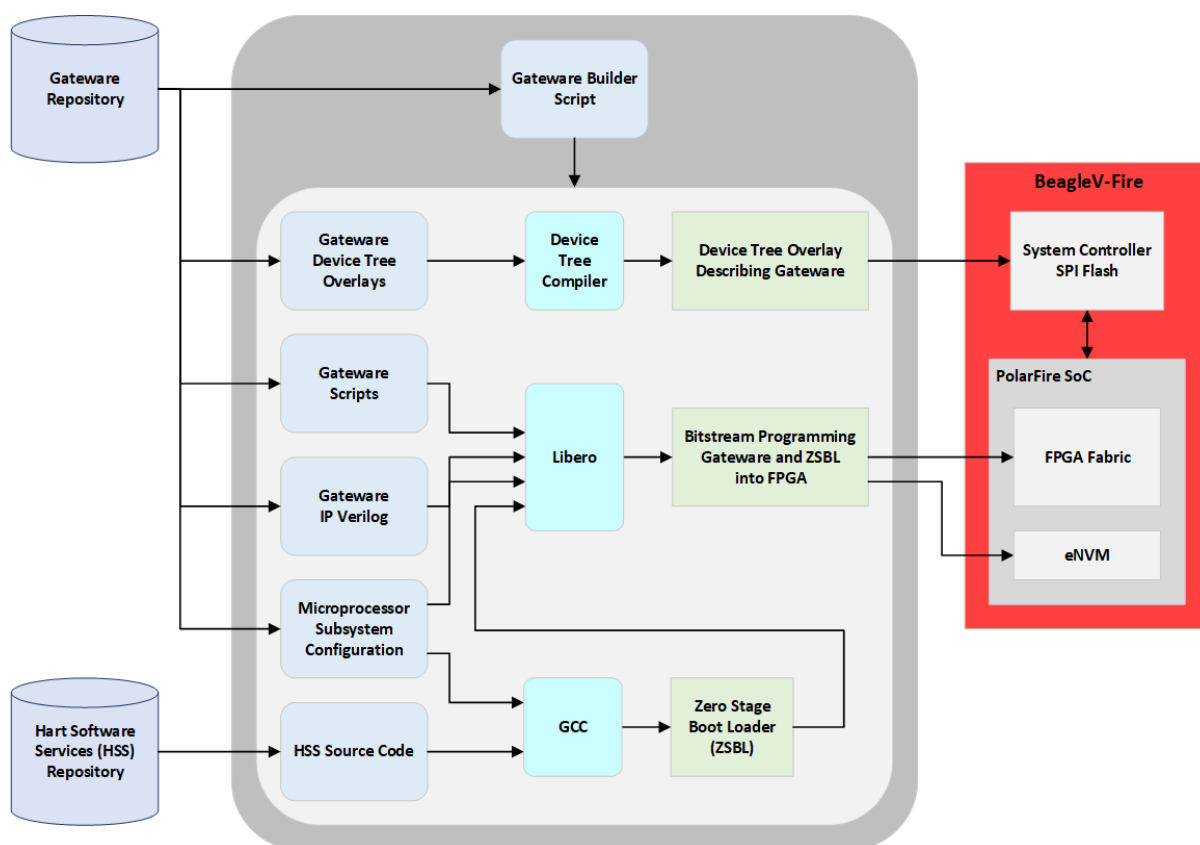 Gateware
Repository
Gateware Builder
Script
BeagleV-Fire
Gateware
Device Tree
Overlays
Device
Tree
Compiler
Device Tree Overlay
Describing Gateware
System Controller
SPI Flash
Gateware
Scripts
Libero
Bitstream Programming
Gateware and ZSBL
into FPGA
PolarFire SoC
FPGA Fabric
Gateware
IP Verilog
eNVM
Microprocessor
Subsystem
Configuration
Hart Software
Services (HSS)
Repository
HSS Source Code
GCC
Zero Stage
Boot Loader
(ZSBL)